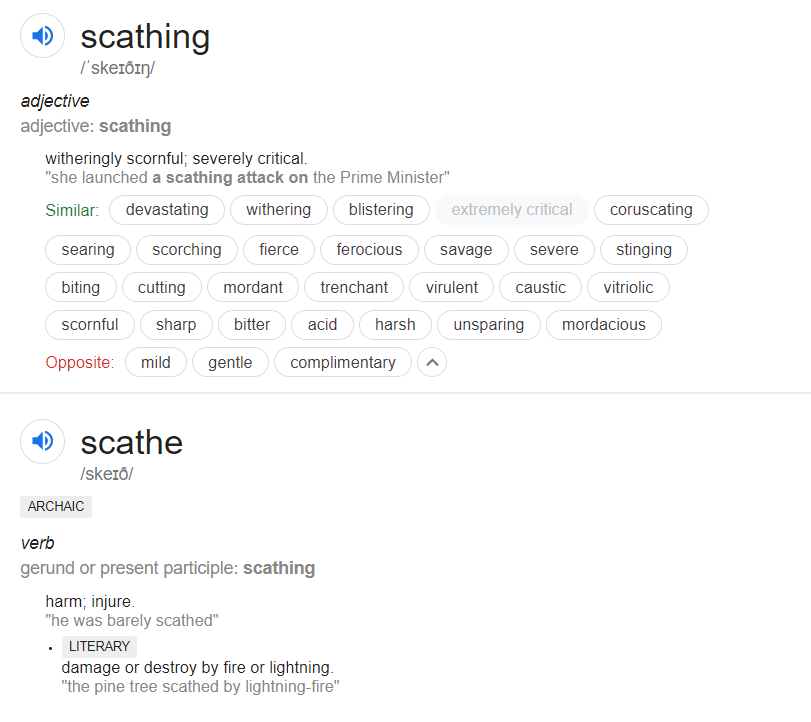 scathing
/ˈskeɪðɪŋ/
adjective
adjective: scathing
witheringly scornful; severely critical.
"she launched a scathing attack on the Prime Minister"
Similar: devastating withering blistering extremely critical coruscating
searing scorching fierce ferocious savage severe stinging
biting cutting mordant trenchant virulent caustic vitriolic
scornful sharp bitter acid harsh unsparing mordacious
Opposite: mild gentle complimentary
scathe
/skeɪð/
ARCHAIC
verb
gerund or present participle: scathing
harm; injure.
"he was barely scathed"
• LITERARY
damage or destroy by fire or lightning.
"the pine tree scathed by lightning-fire"